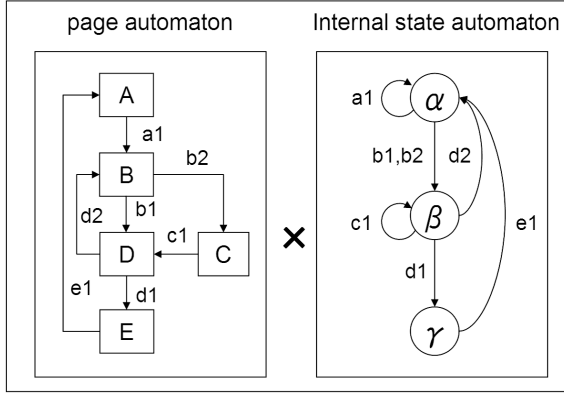 page automaton
Internal state automaton
A
a1
B
b2
d2
b1
D
c1
C
e1
d1
E
×
a1
α
b1,b2
d2
c1
β
e1
d1
γ